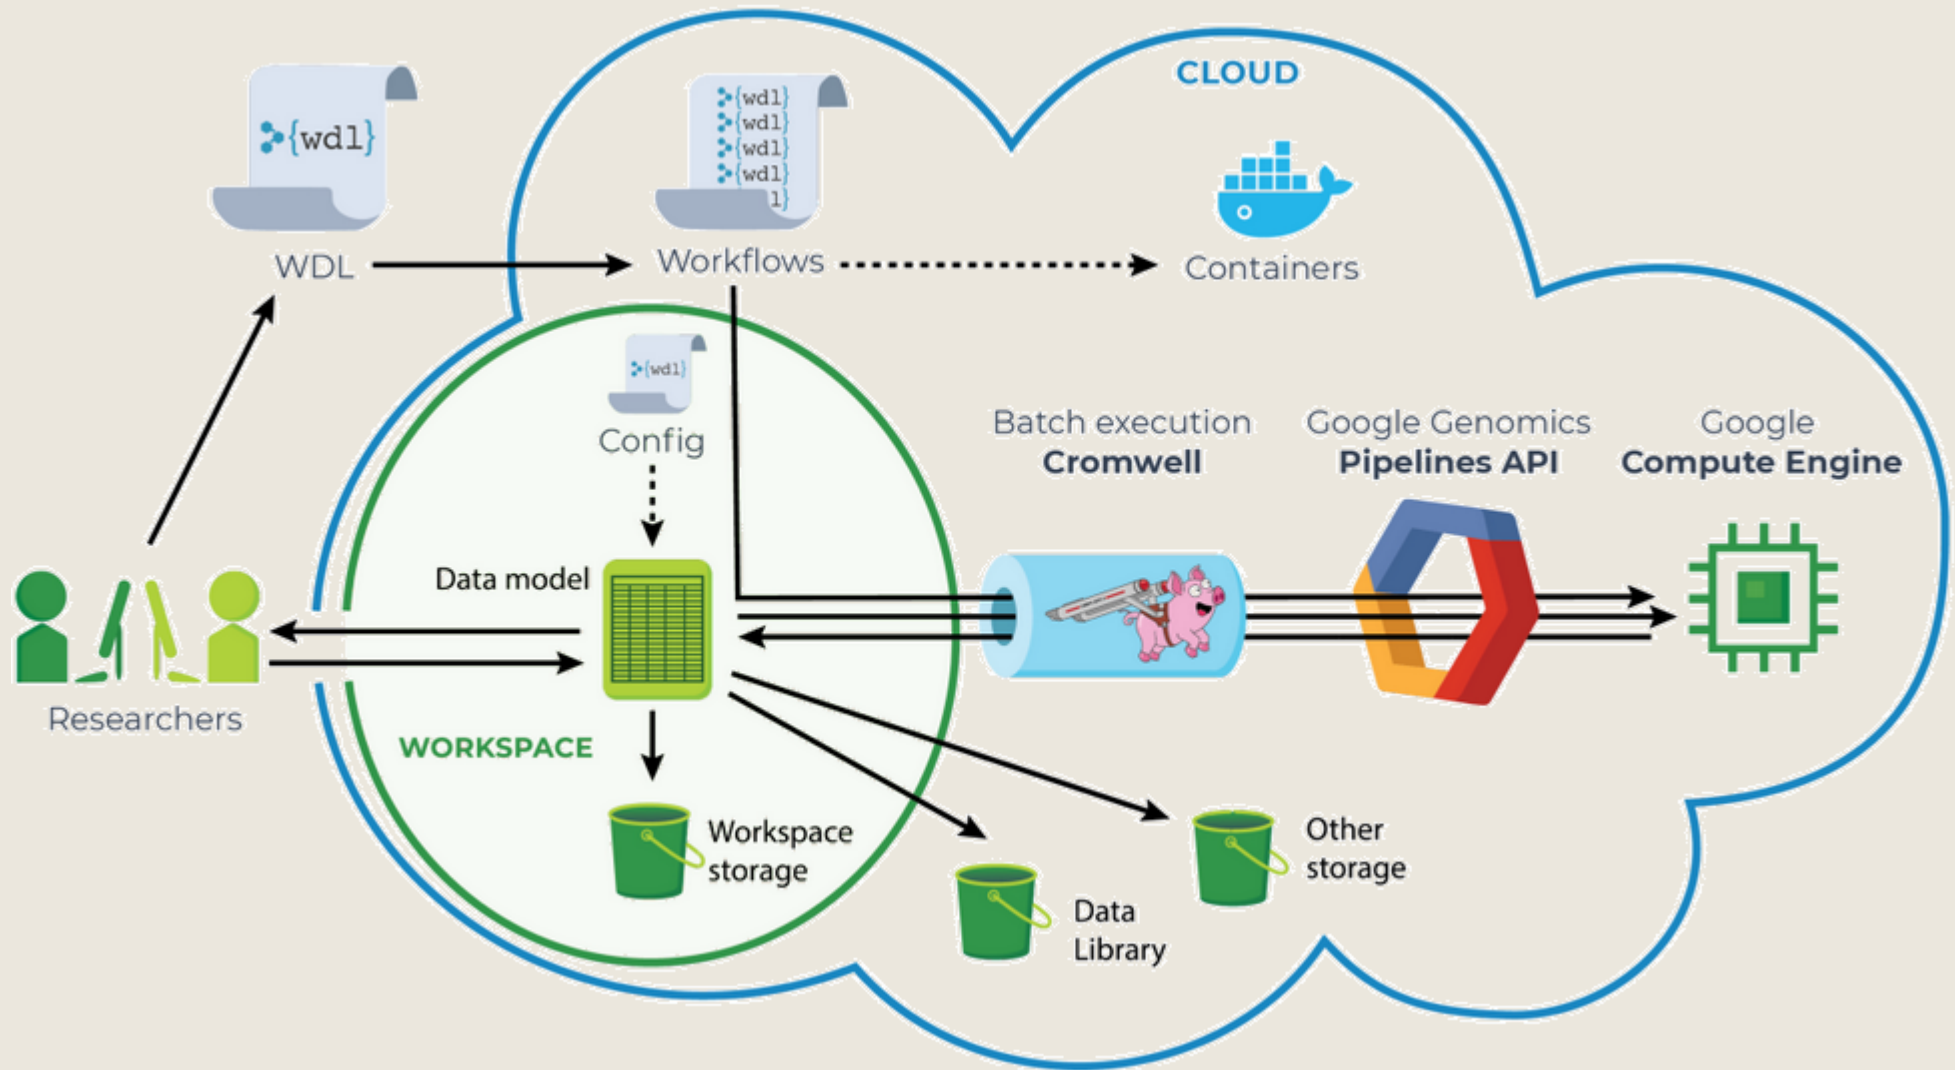 CLOUD
{wdl}
{wdl}
{wdl}
{wdl}
{wdl}
l}
WDL
Workflows
Containers
{wdl}
Config
Batch execution
Cromwell
Google Genomics
Pipelines API
Google
Compute Engine
Data model
Researchers
WORKSPACE
Workspace
storage
Data
Library
Other
storage